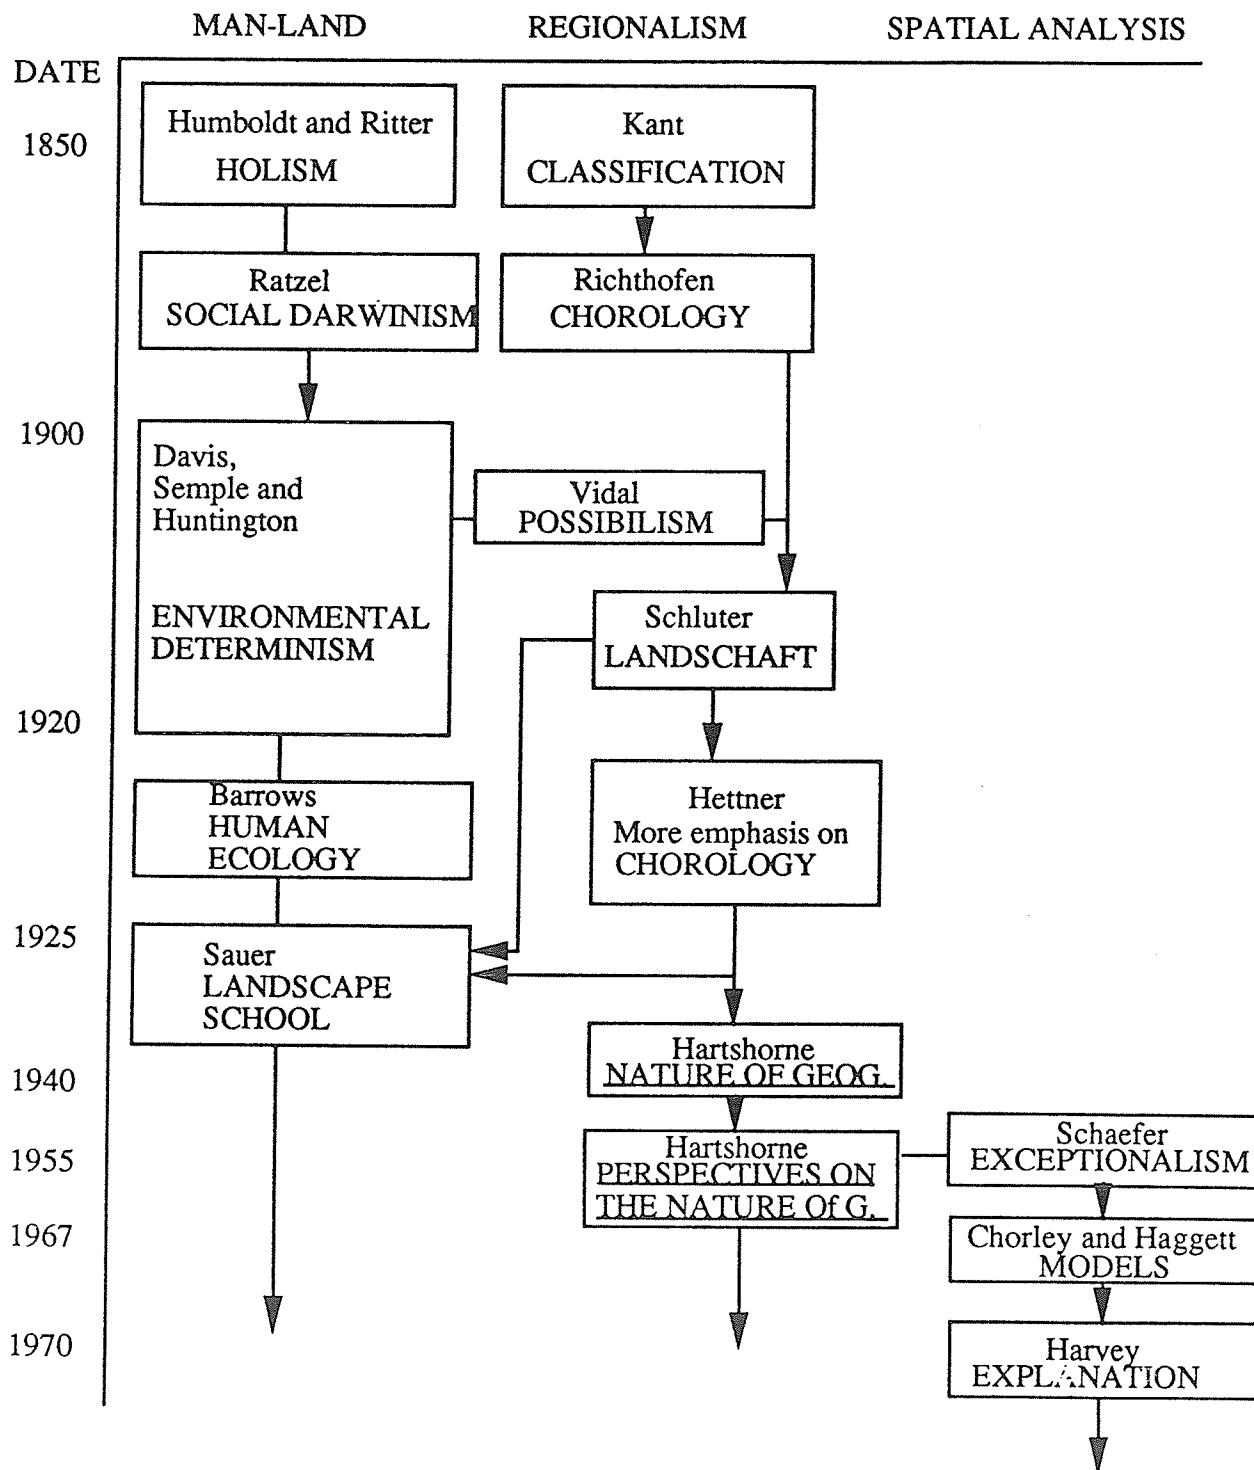 MAN-LAND REGIONALISM SPATIAL ANALYSIS
DATE
1850
Humboldt and Ritter
HOLISM
Kant
CLASSIFICATION
Ratzel
SOCIAL DARWINISM
Richthofen
CHOROLOGY
1900
Davis,
Semple and
Huntington
ENVIRONMENTAL
DETERMINISM
Vidal
POSSIBILISM
Schluter
LANDSCHAFT
1920
Barrows
HUMAN
ECOLOGY
Hettner
More emphasis on
CHOROLOGY
1925
Sauer
LANDSCAPE
SCHOOL
Hartshorne
NATURE OF GEOG.
1940
1955
Hartshorne
PERSPECTIVES ON
THE NATURE Of G.
Schaefer
EXCEPTIONALISM
1967
Chorley and Haggett
MODELS
1970
Harvey
EXPLANATION